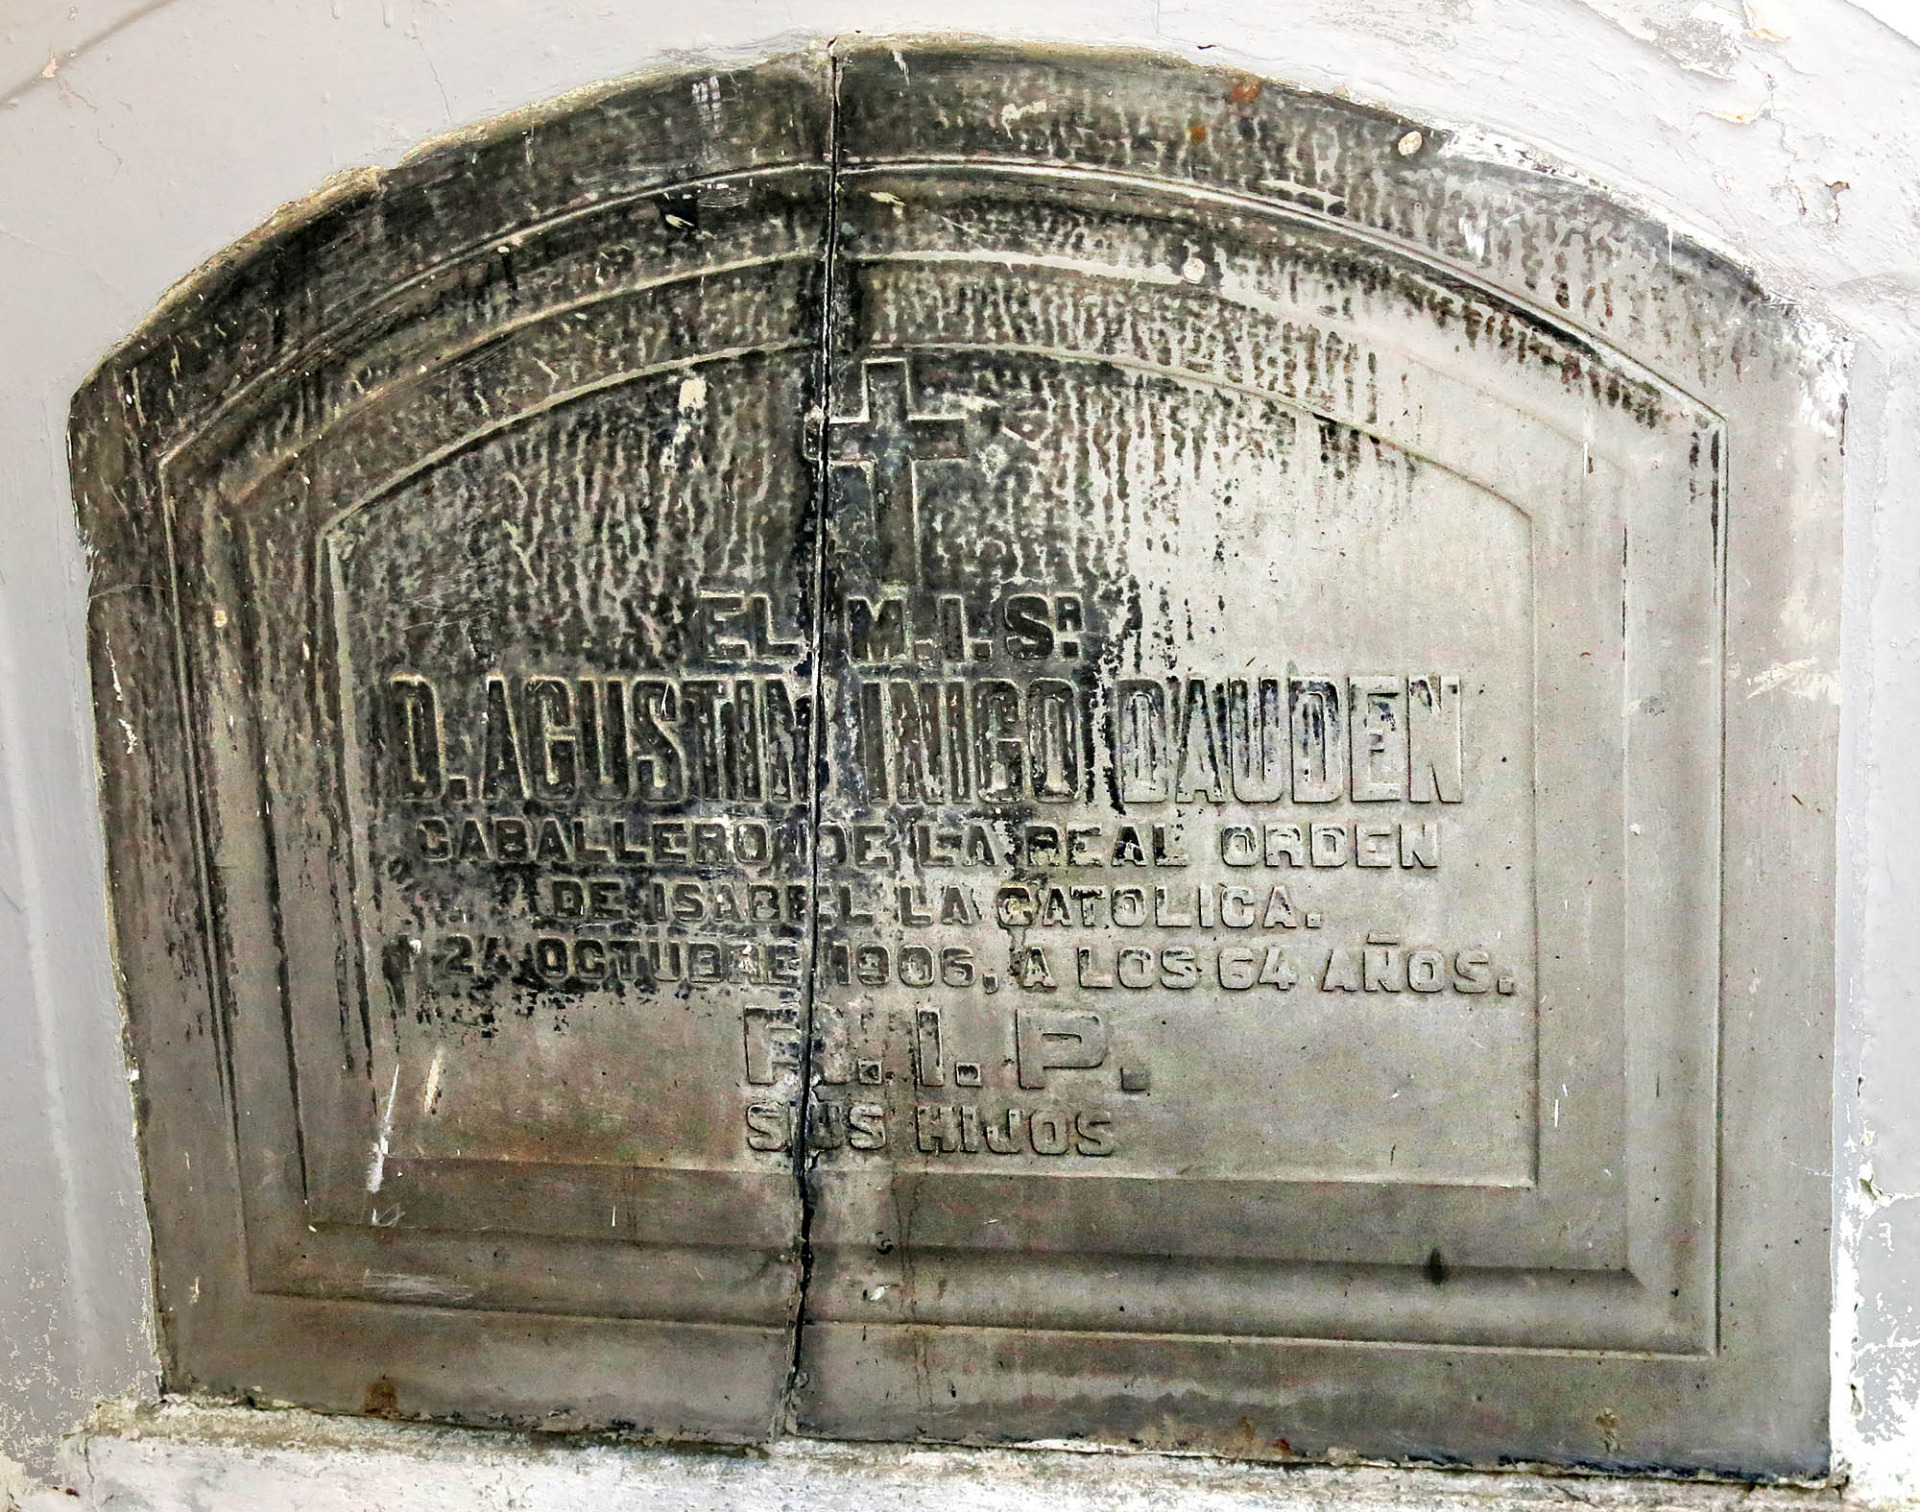 EL M.I.SR.
D. AGUSTIN INIGO DAUDEN
CABALLERO DE LA REAL ORDEN
DE ISABEL LA CATOLICA.
† 24 OCTUBRE 1906, A LOS 64 AÑOS.
R.I.P.
SUS HIJOS